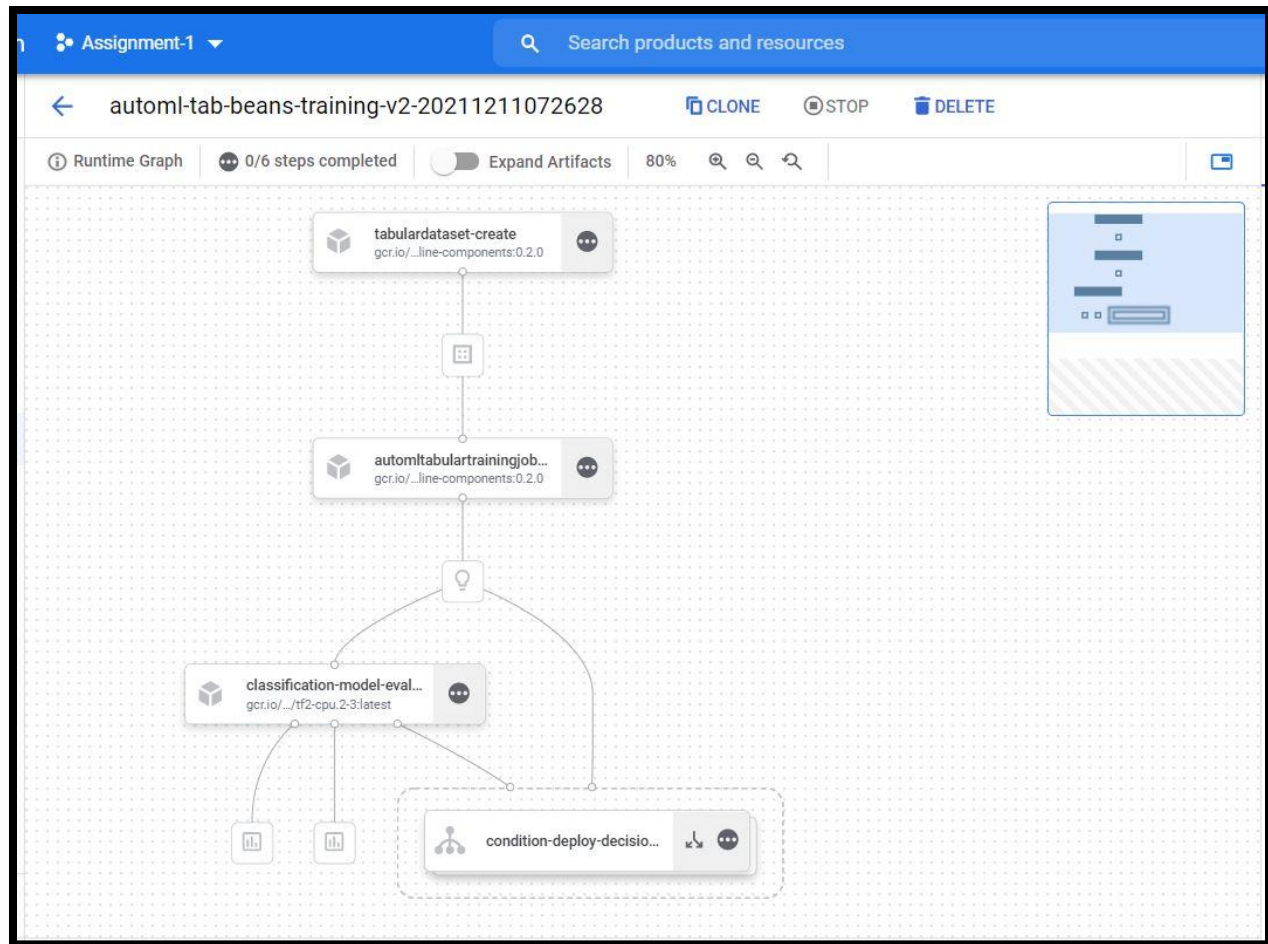 Assignment-1
Search products and resources
automl-tab-beans-training-v2-20211211072628
CLONE
STOP
DELETE
Runtime Graph
0/6 steps completed
Expand Artifacts
80%
tabulardataset-create
gcr.io/...line-components:0.2.0
automltabulartrainingjob...
gcr.io/...line-components:0.2.0
classification-model-eval...
gcr.io/.../tf2-cpu.2-3:latest
condition-deploy-decisio...